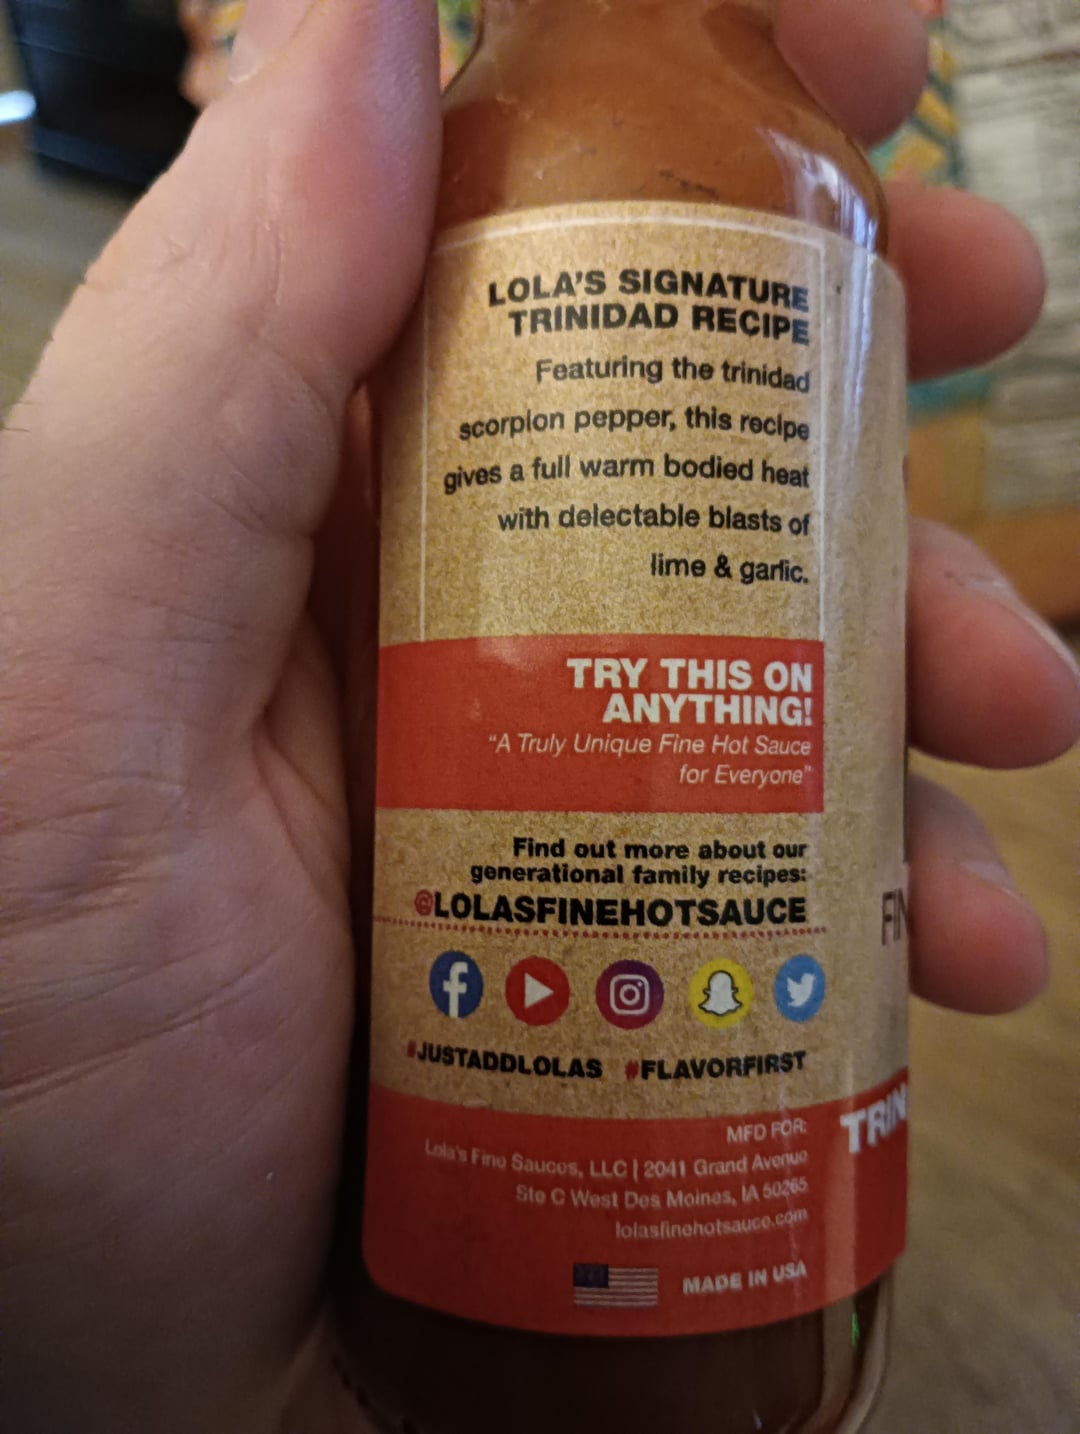 LOLA'S SIGNATURE
TRINIDAD RECIPE
Featuring the trinidad
scorpion pepper, this recipe
gives a full warm bodied heat
with delectable blasts of
lime & garlic.
TRY THIS ON
ANYTHING!
"A Truly Unique Fine Hot Sauce
for Everyone"
Find out more about our
generational family recipes:
@LOLASFINEHOTSAUCE
#JUSTADDLOLAS #FLAVORFIRST
MFD FOR:
Lola's Fine Sauces, LLC | 2041 Grand Avenue
Ste C West Des Moines, IA 50265
lolasfinehotsauce.com
MADE IN USA
FIN
TRIN